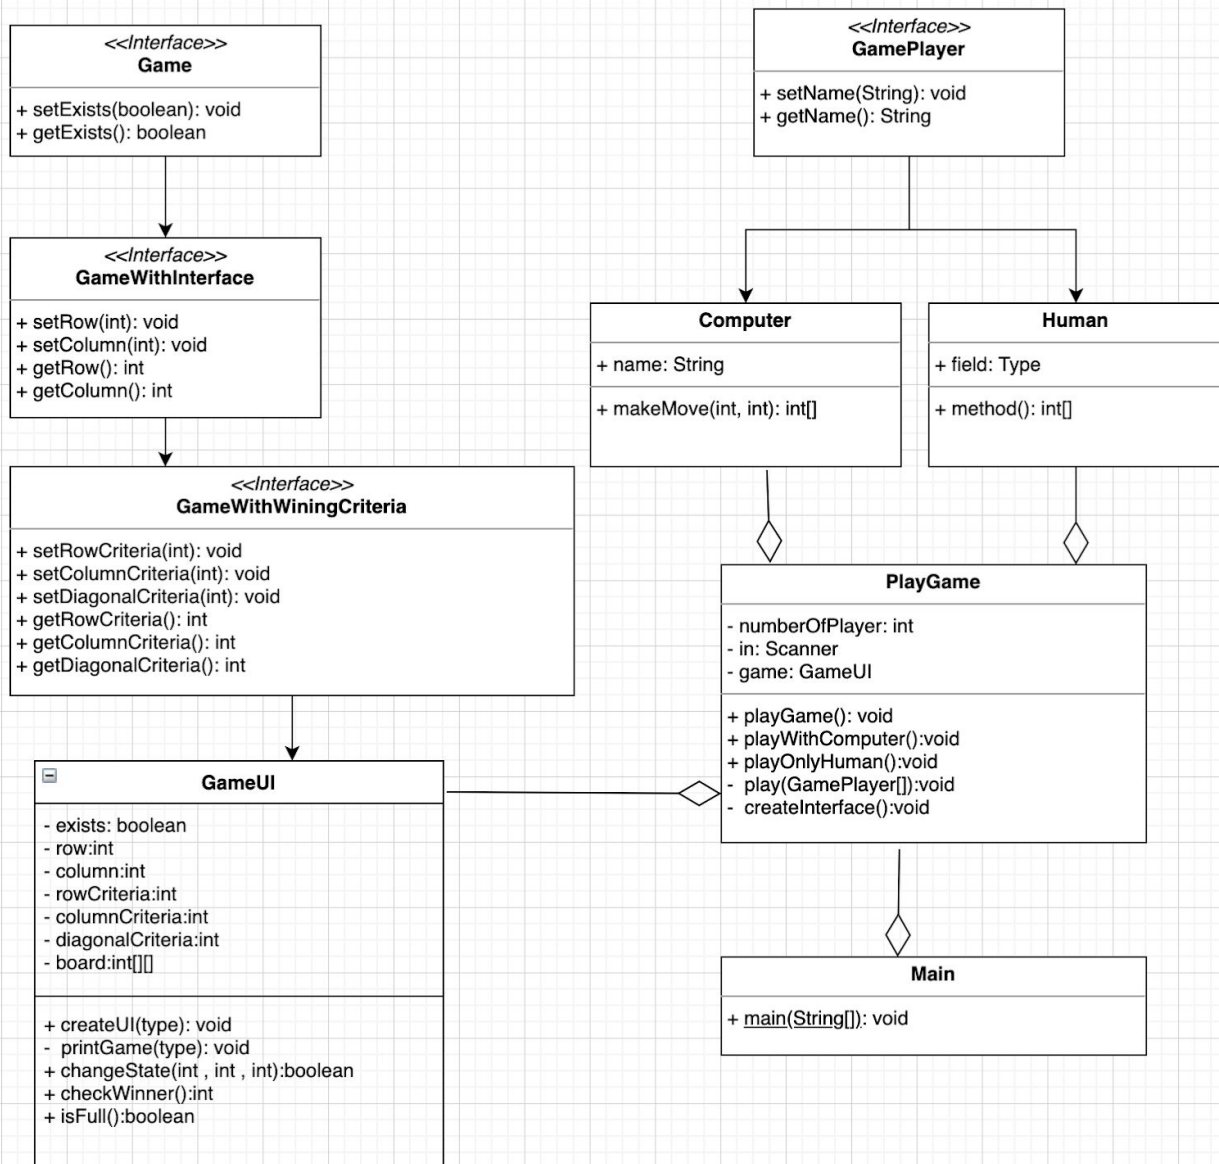 <<Interface>>
Game
+ setExists(boolean): void
+ getExists(): boolean
<<Interface>>
GamePlayer
+ setName(String): void
+ getName(): String
<<Interface>>
GameWithInterface
+ setRow(int): void
+ setColumn(int): void
+ getRow(): int
+ getColumn(): int
Computer
+ name: String
+ makeMove(int, int): int[]
Human
+ field: Type
+ method(): int[]
<<Interface>>
GameWithWiningCriteria
+ setRowCriteria(int): void
+ setColumnCriteria(int): void
+ setDiagonalCriteria(int): void
+ getRowCriteria(): int
+ getColumnCriteria(): int
+ getDiagonalCriteria(): int
PlayGame
- numberOfPlayer: int
- in: Scanner
- game: GameUI
+ playGame(): void
+ playWithComputer():void
+ playOnlyHuman():void
- play(GamePlayer[]):void
- createInterface():void
GameUI
- exists: boolean
- row:int
- column:int
- rowCriteria:int
- columnCriteria:int
- diagonalCriteria:int
- board:int[][]
+ createUI(type): void
- printGame(type): void
+ changeState(int , int , int):boolean
+ checkWinner():int
+ isFull():boolean
Main
+ main(String[]): void